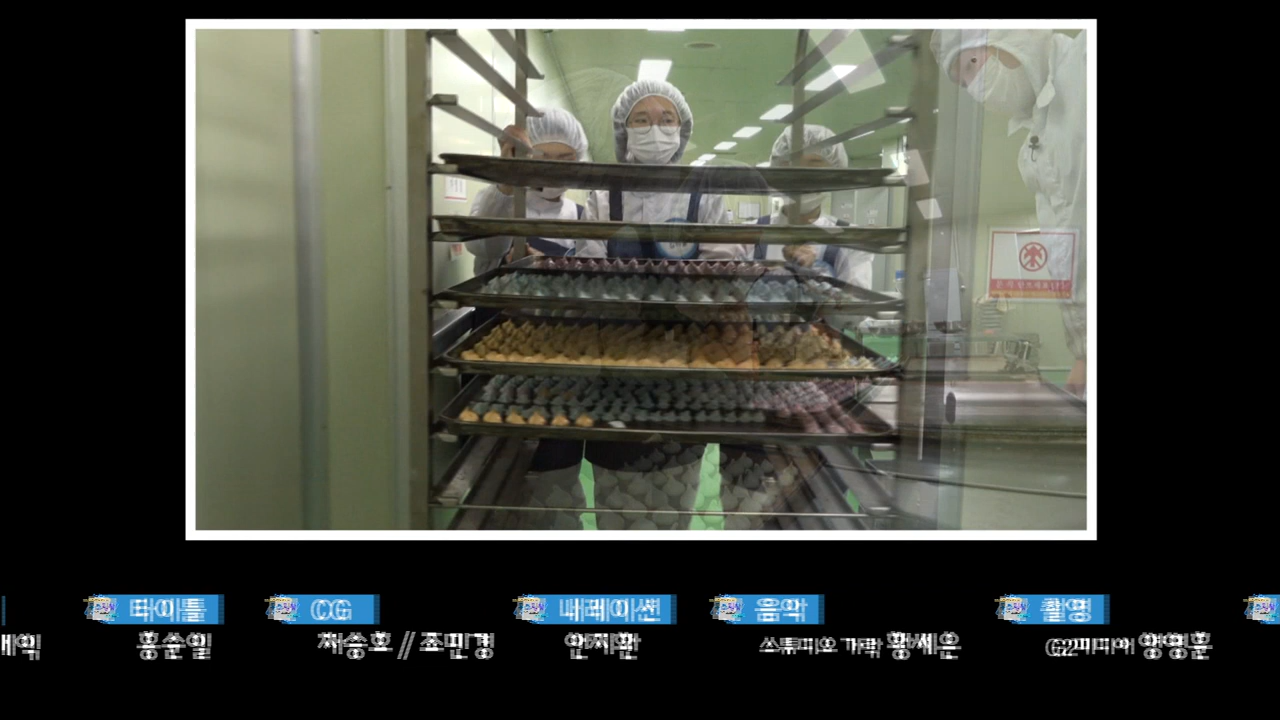 타이틀
CG
내레이션
음악
촬영
홍순일
채송호 // 조민경
안지환
스튜디오 가락 황세은
G2미디어 양영훈